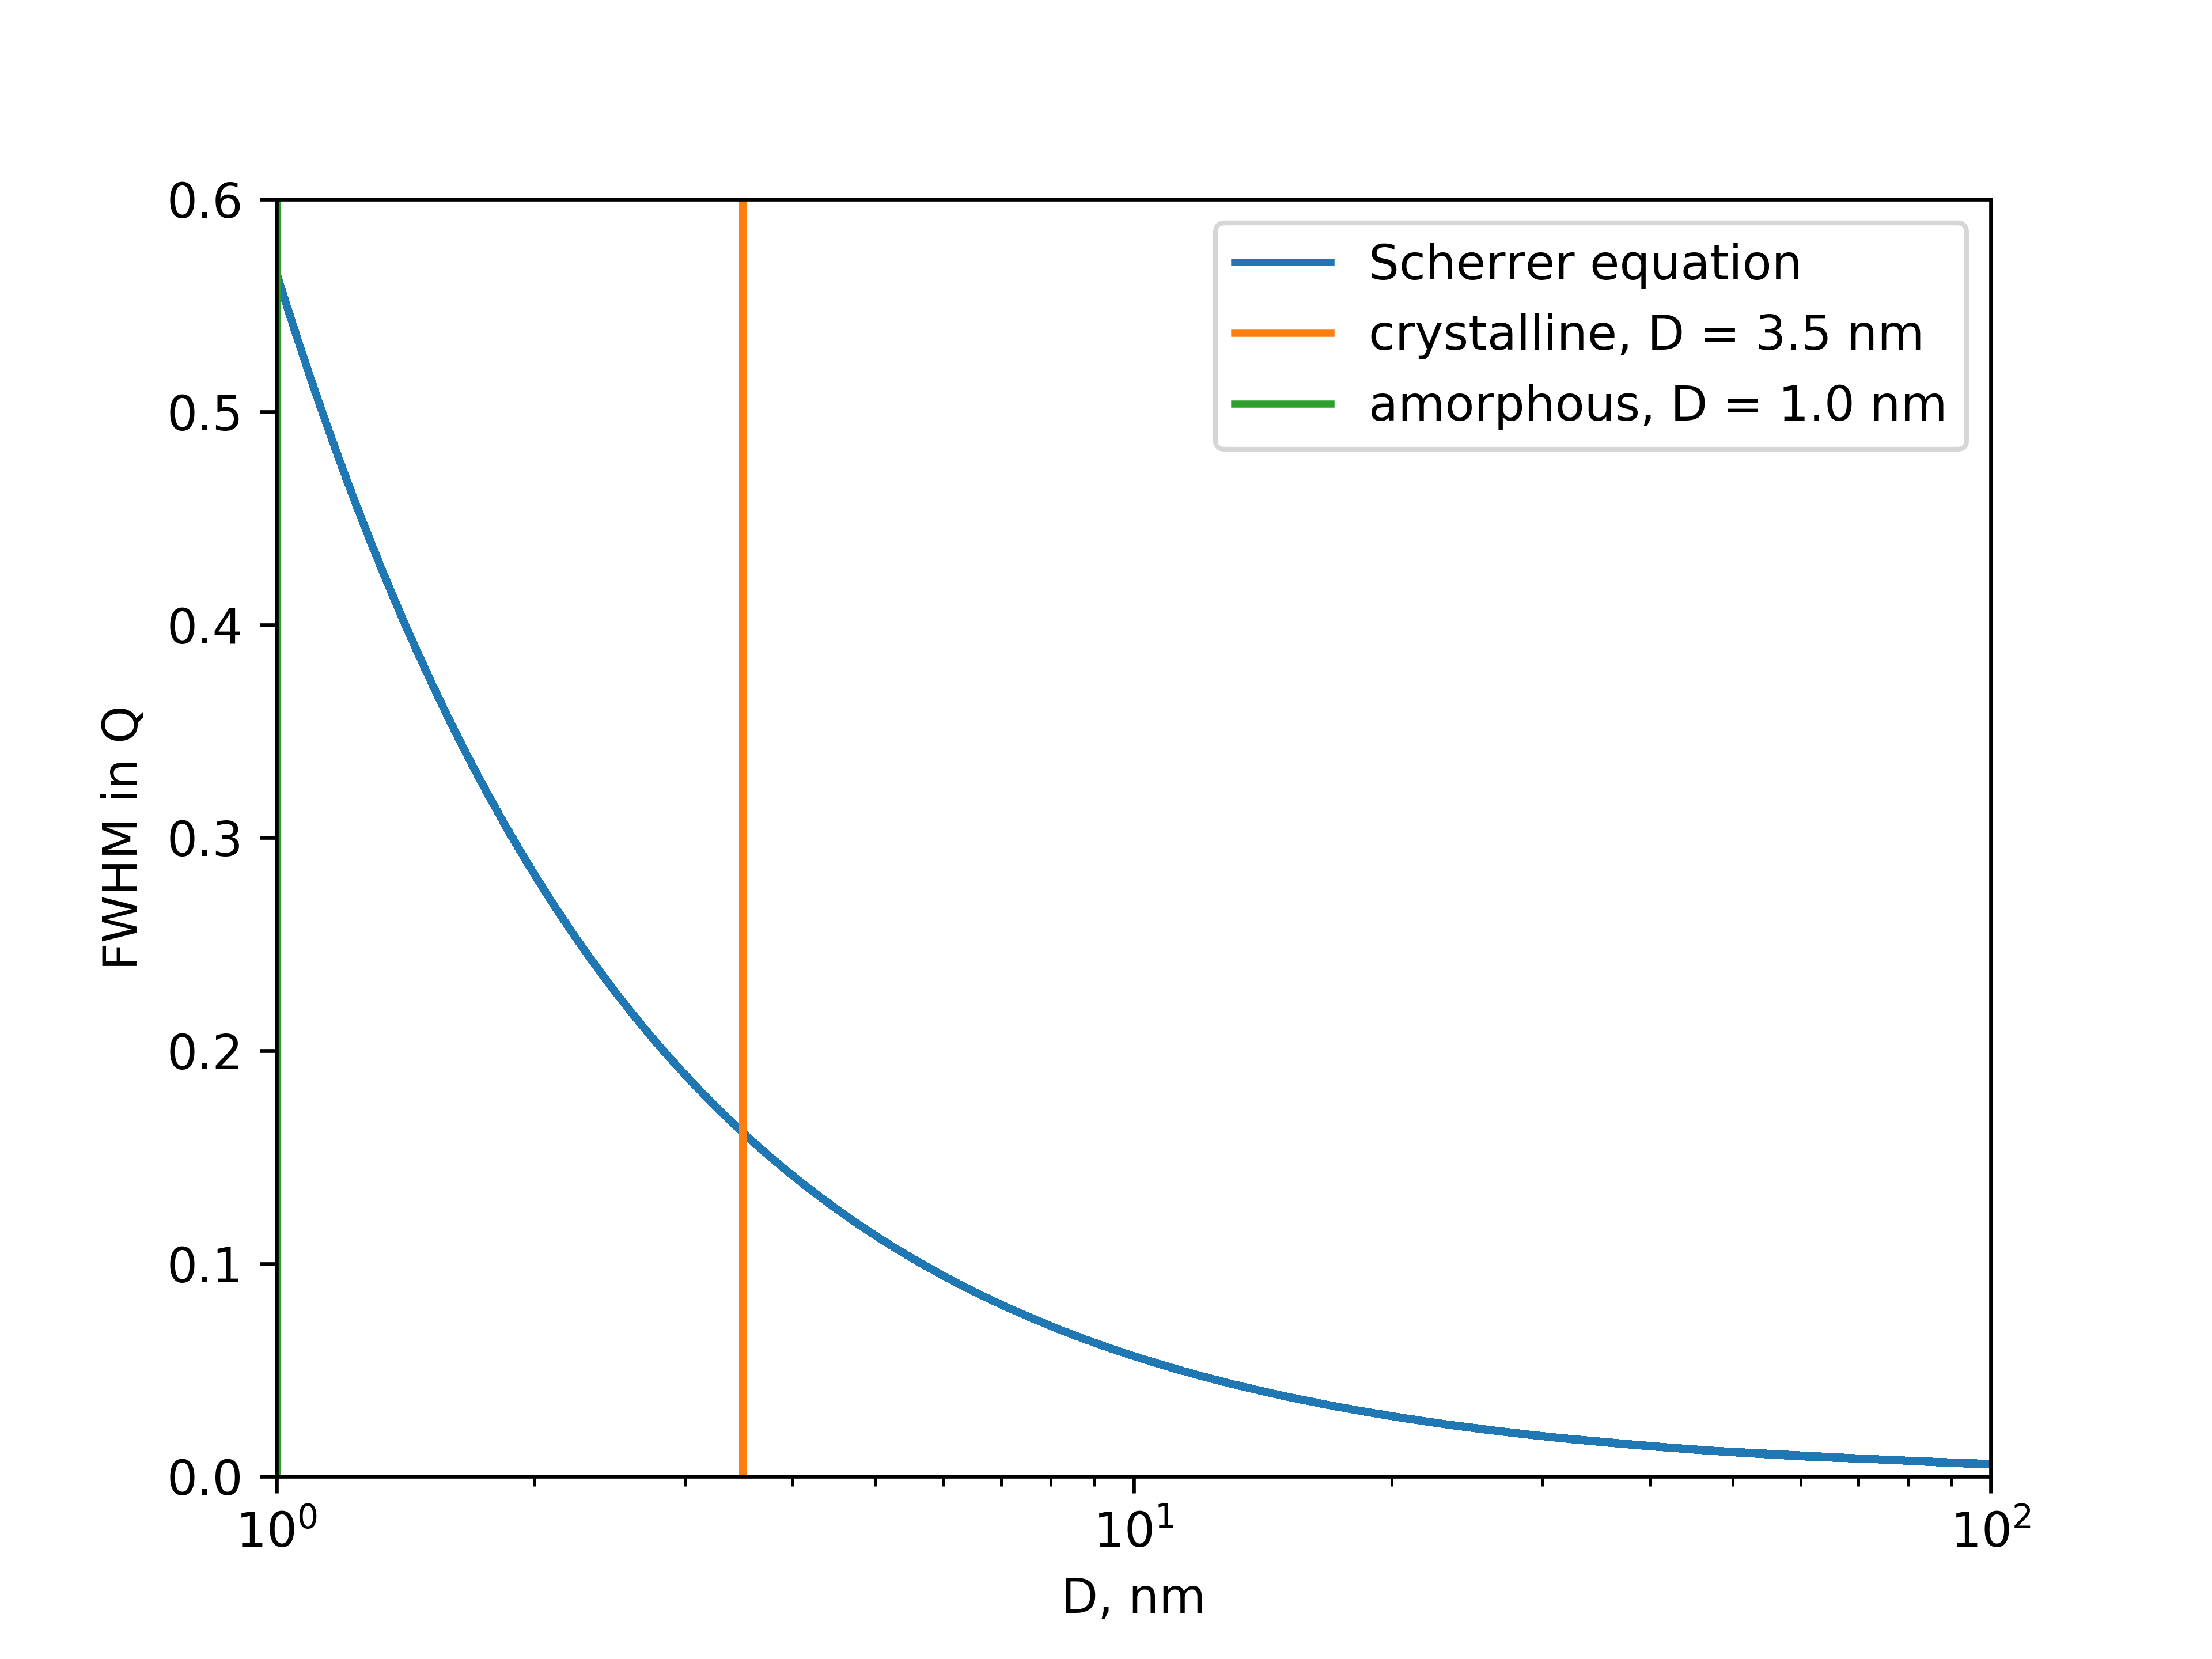 0.6
0.5
0.4
0.3
0.2
0.1
0.0
FWHM in Q
10⁰
10¹
10²
D, nm
Scherrer equation
crystalline, D = 3.5 nm
amorphous, D = 1.0 nm